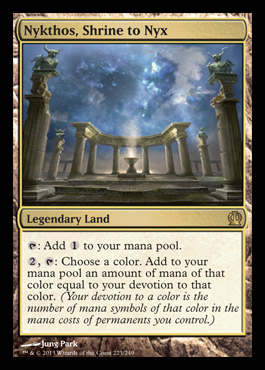 Nykthos, Shrine to Nyx
Legendary Land
: Add 1 to your mana pool.
2, : Choose a color. Add to your
mana pool an amount of mana of that
color equal to your devotion to that
color. (Your devotion to a color is the
number of mana symbols of that color in the
mana costs of permanents you control.)
Jung Park
™ & © 2013 Wizards of the Coast 223/249